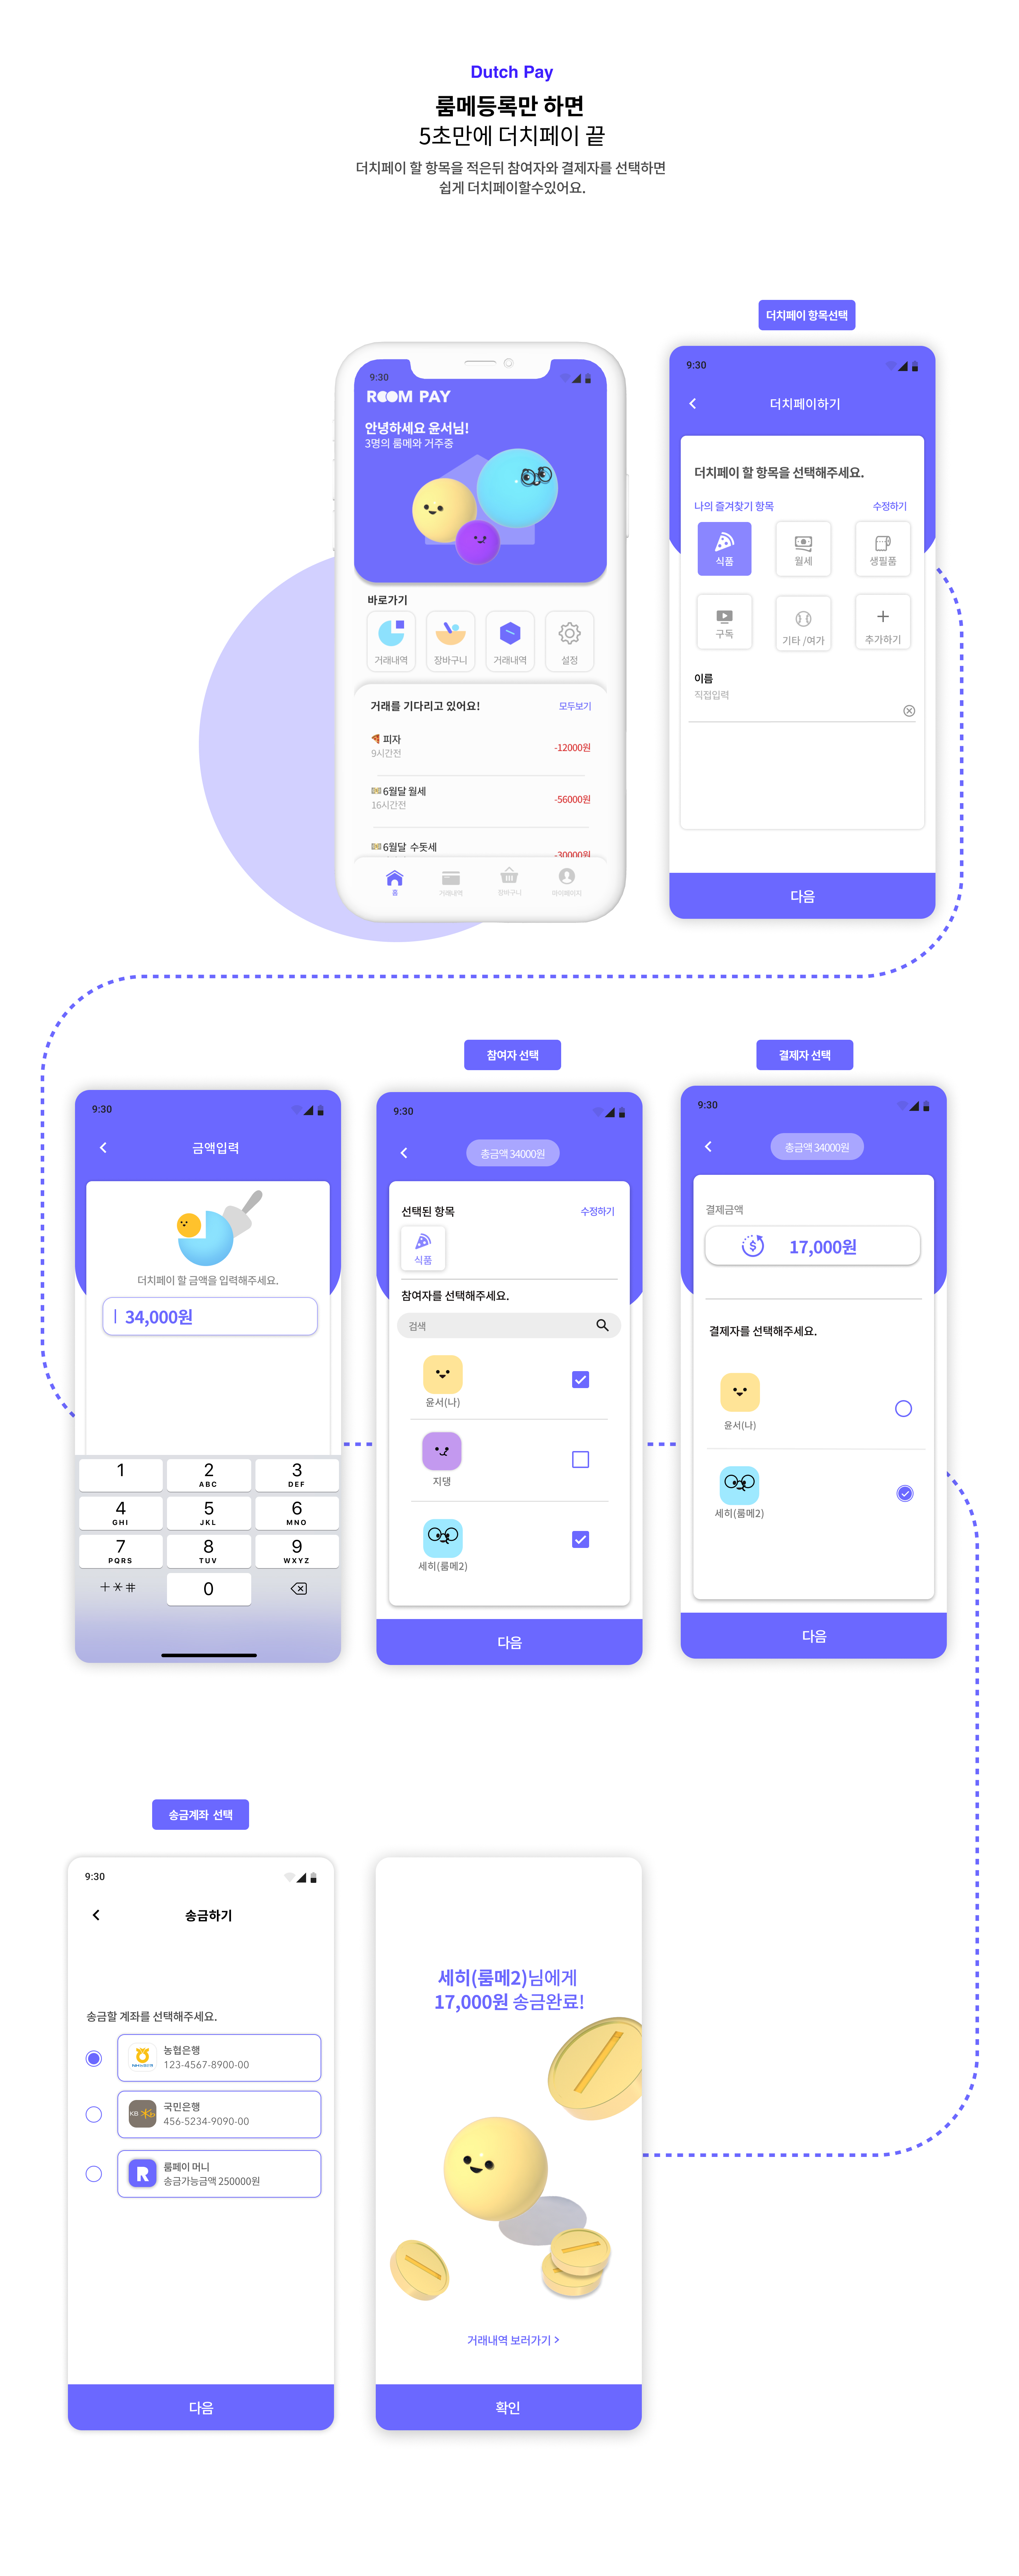 Dutch Pay
룸메등록만 하면
5초만에 더치페이 끝
더치페이 할 항목을 적은뒤 참여자와 결제자를 선택하면
쉽게 더치페이할수있어요.
더치페이 항목선택
9:30
ROOM PAY
안녕하세요 윤서님!
3명의 룸메와 거주중
바로가기
거래내역
장바구니
거래내역
설정
거래를 기다리고 있어요!
모두보기
피자
9시간전
-12000원
6월달 월세
16시간전
-56000원
6월달 수돗세
-30000원
홈
거래내역
장바구니
마이페이지
9:30
더치페이하기
더치페이 할 항목을 선택해주세요.
나의 즐겨찾기 항목
수정하기
식품
월세
생필품
구독
기타 /여가
추가하기
이름
직접입력
다음
참여자 선택
결제자 선택
9:30
금액입력
더치페이 할 금액을 입력해주세요.
34,000원
1
2
ABC
3
DEF
4
GHI
5
JKL
6
MNO
7
PQRS
8
TUV
9
WXYZ
+*#
0
9:30
총금액 34000원
선택된 항목
수정하기
식품
참여자를 선택해주세요.
검색
윤서(나)
지댕
세히(룸메2)
다음
9:30
총금액 34000원
결제금액
17,000원
결제자를 선택해주세요.
윤서(나)
세히(룸메2)
다음
송금계좌 선택
9:30
송금하기
송금할 계좌를 선택해주세요.
농협은행
123-4567-8900-00
KB
국민은행
456-5234-9090-00
R
룸페이 머니
송금가능금액 250000원
다음
세히(룸메2)님에게
17,000원 송금완료!
거래내역 보러가기 >
확인